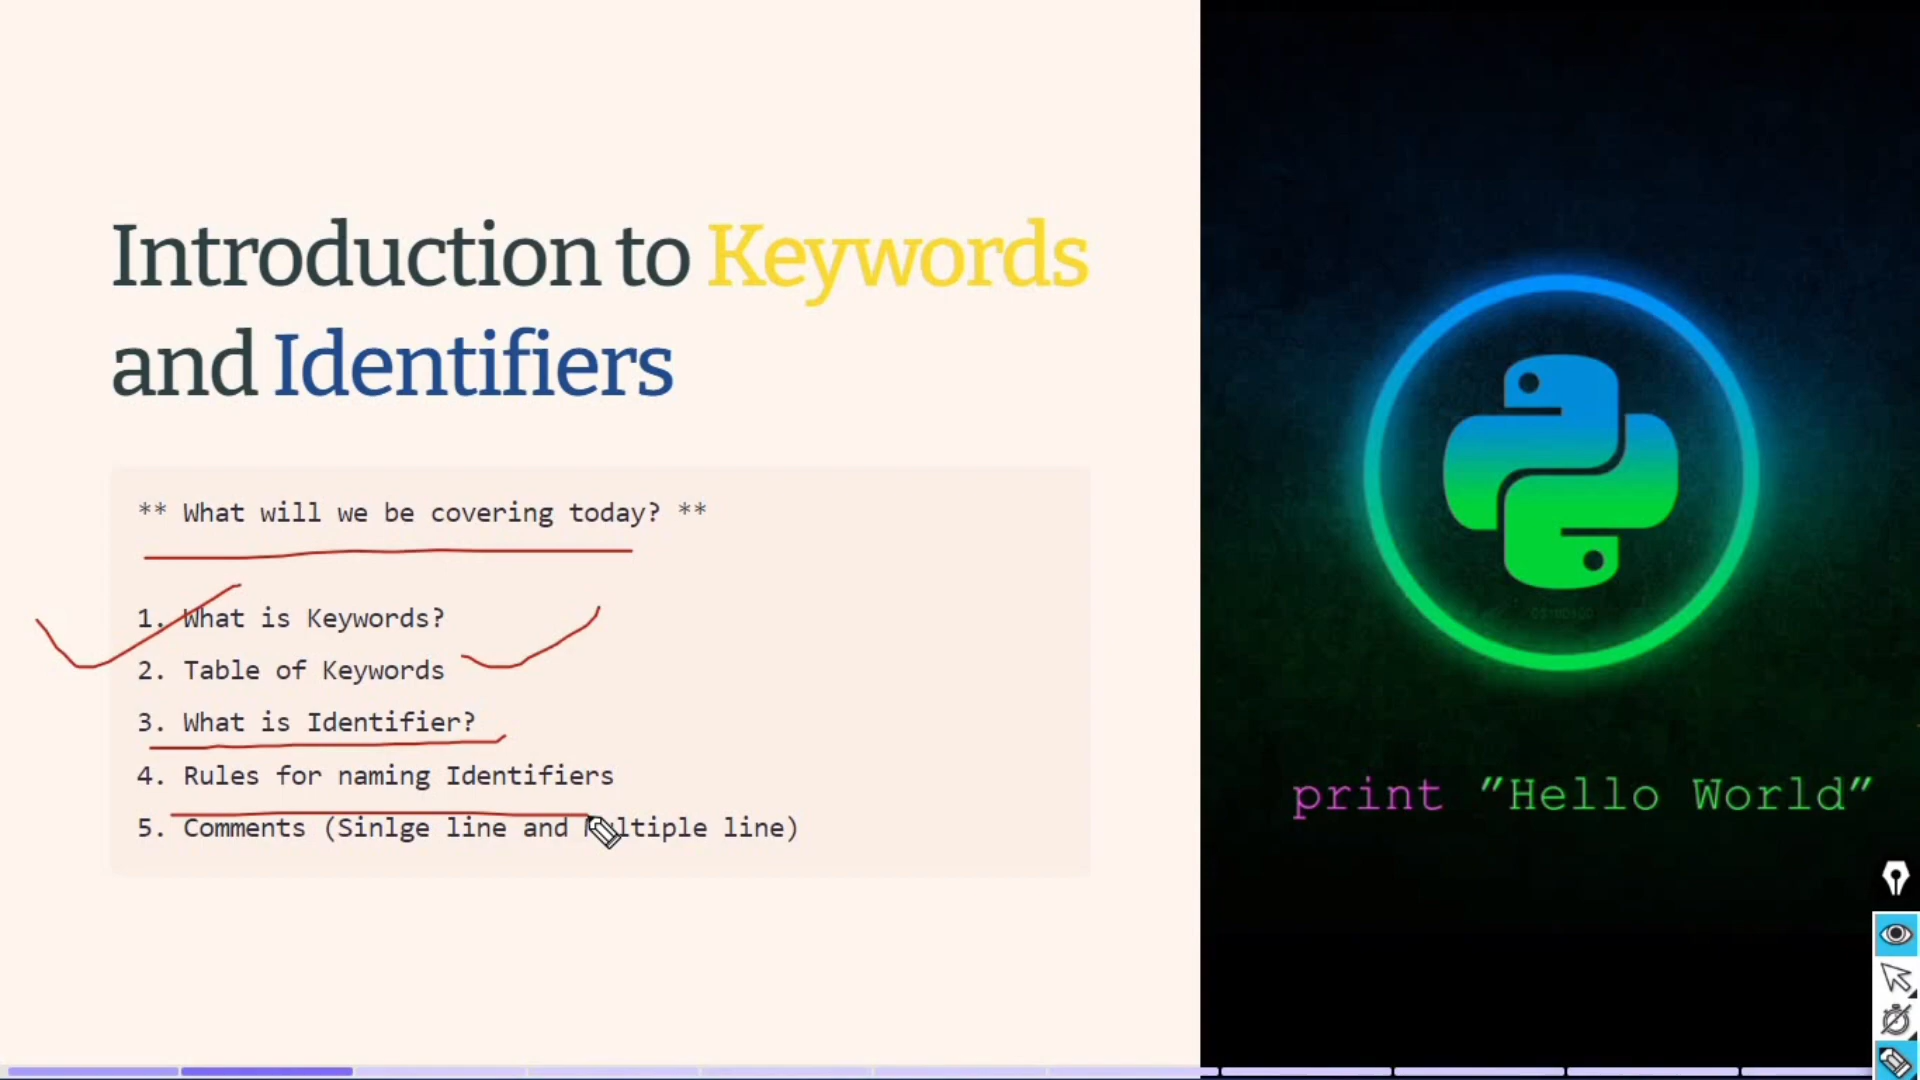 Introduction to Keywords
and Identifiers
** What will we be covering today? **
1. What is Keywords?
2. Table of Keywords
3. What is Identifier?
4. Rules for naming Identifiers
5. Comments (Sinlge line and Multiple line)
print "Hello World"